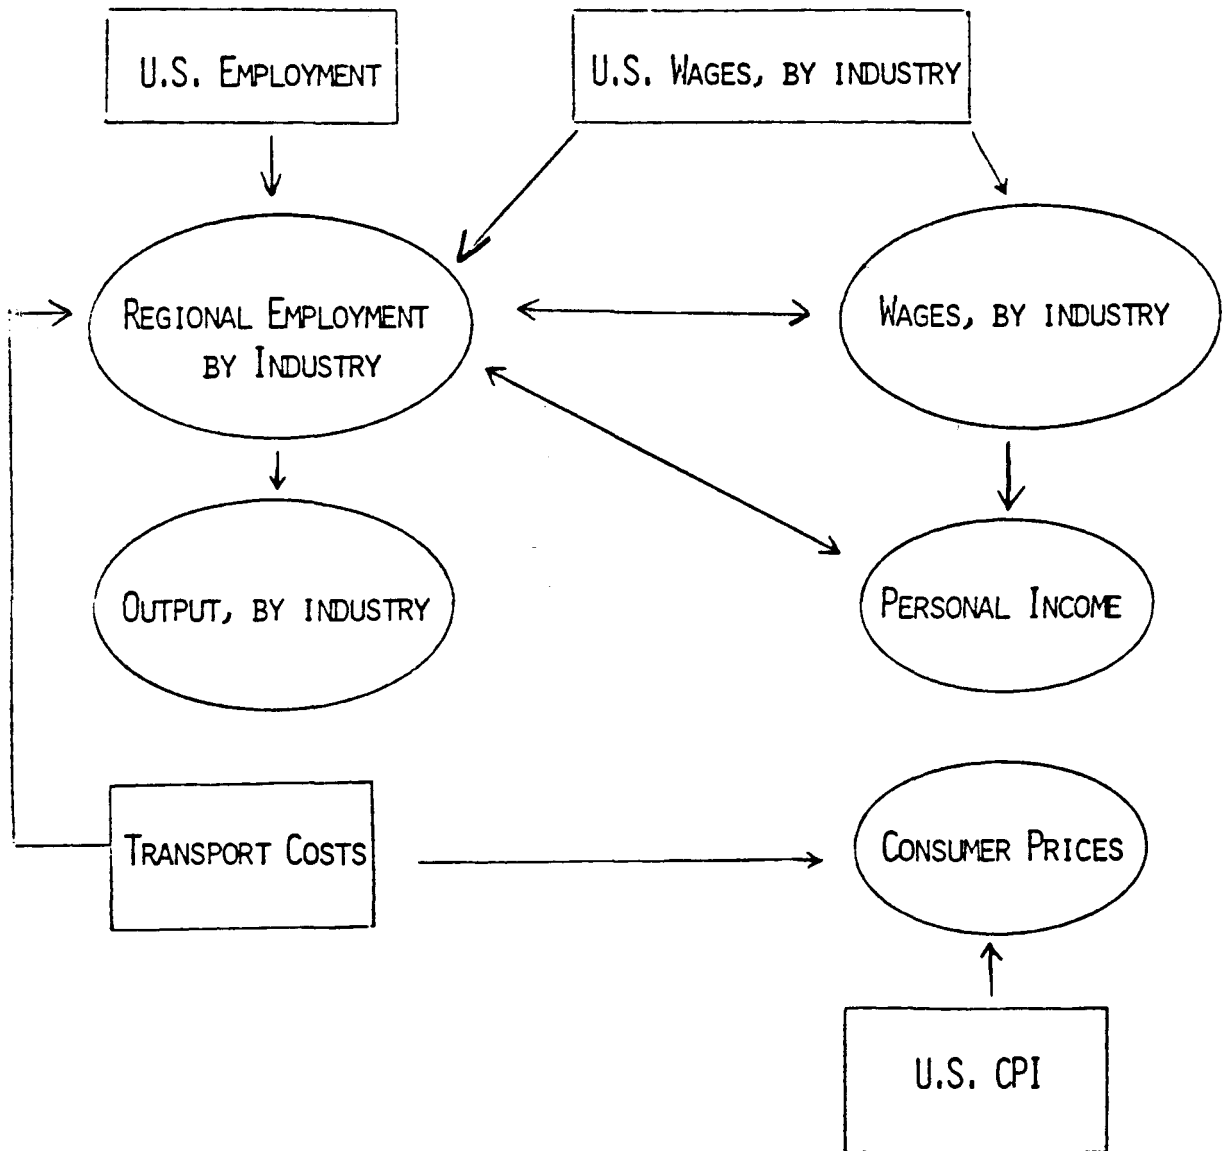 U.S. EMPLOYMENT
U.S. WAGES, BY INDUSTRY
REGIONAL EMPLOYMENT
BY INDUSTRY
WAGES, BY INDUSTRY
OUTPUT, BY INDUSTRY
PERSONAL INCOME
TRANSPORT COSTS
CONSUMER PRICES
U.S. CPI